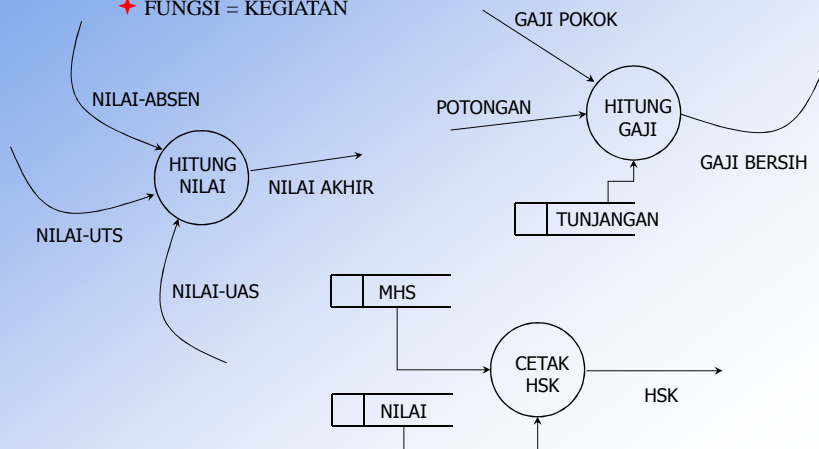 FUNGSI = KEGIATAN
GAJI POKOK
NILAI-ABSEN
POTONGAN
HITUNG
GAJI
HITUNG
NILAI
GAJI BERSIH
NILAI AKHIR
TUNJANGAN
NILAI-UTS
NILAI-UAS
MHS
CETAK
HSK
HSK
NILAI